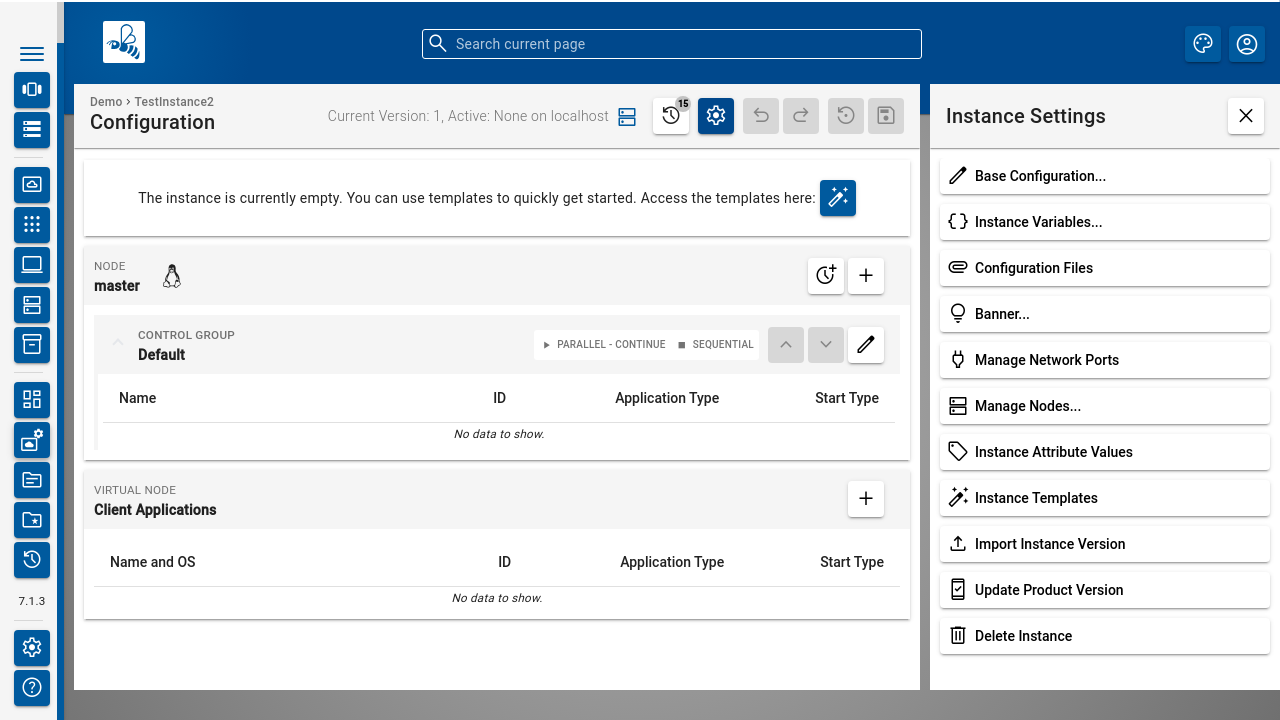 Search current page
Demo › TestInstance2
Configuration
Current Version: 1, Active: None on localhost
15
The instance is currently empty. You can use templates to quickly get started. Access the templates here:
NODE
master
CONTROL GROUP
Default
PARALLEL - CONTINUE
SEQUENTIAL
Name ID Application Type Start Type
No data to show.
VIRTUAL NODE
Client Applications
Name and OS ID Application Type Start Type
No data to show.
7.1.3
Instance Settings
Base Configuration...
Instance Variables...
Configuration Files
Banner...
Manage Network Ports
Manage Nodes...
Instance Attribute Values
Instance Templates
Import Instance Version
Update Product Version
Delete Instance